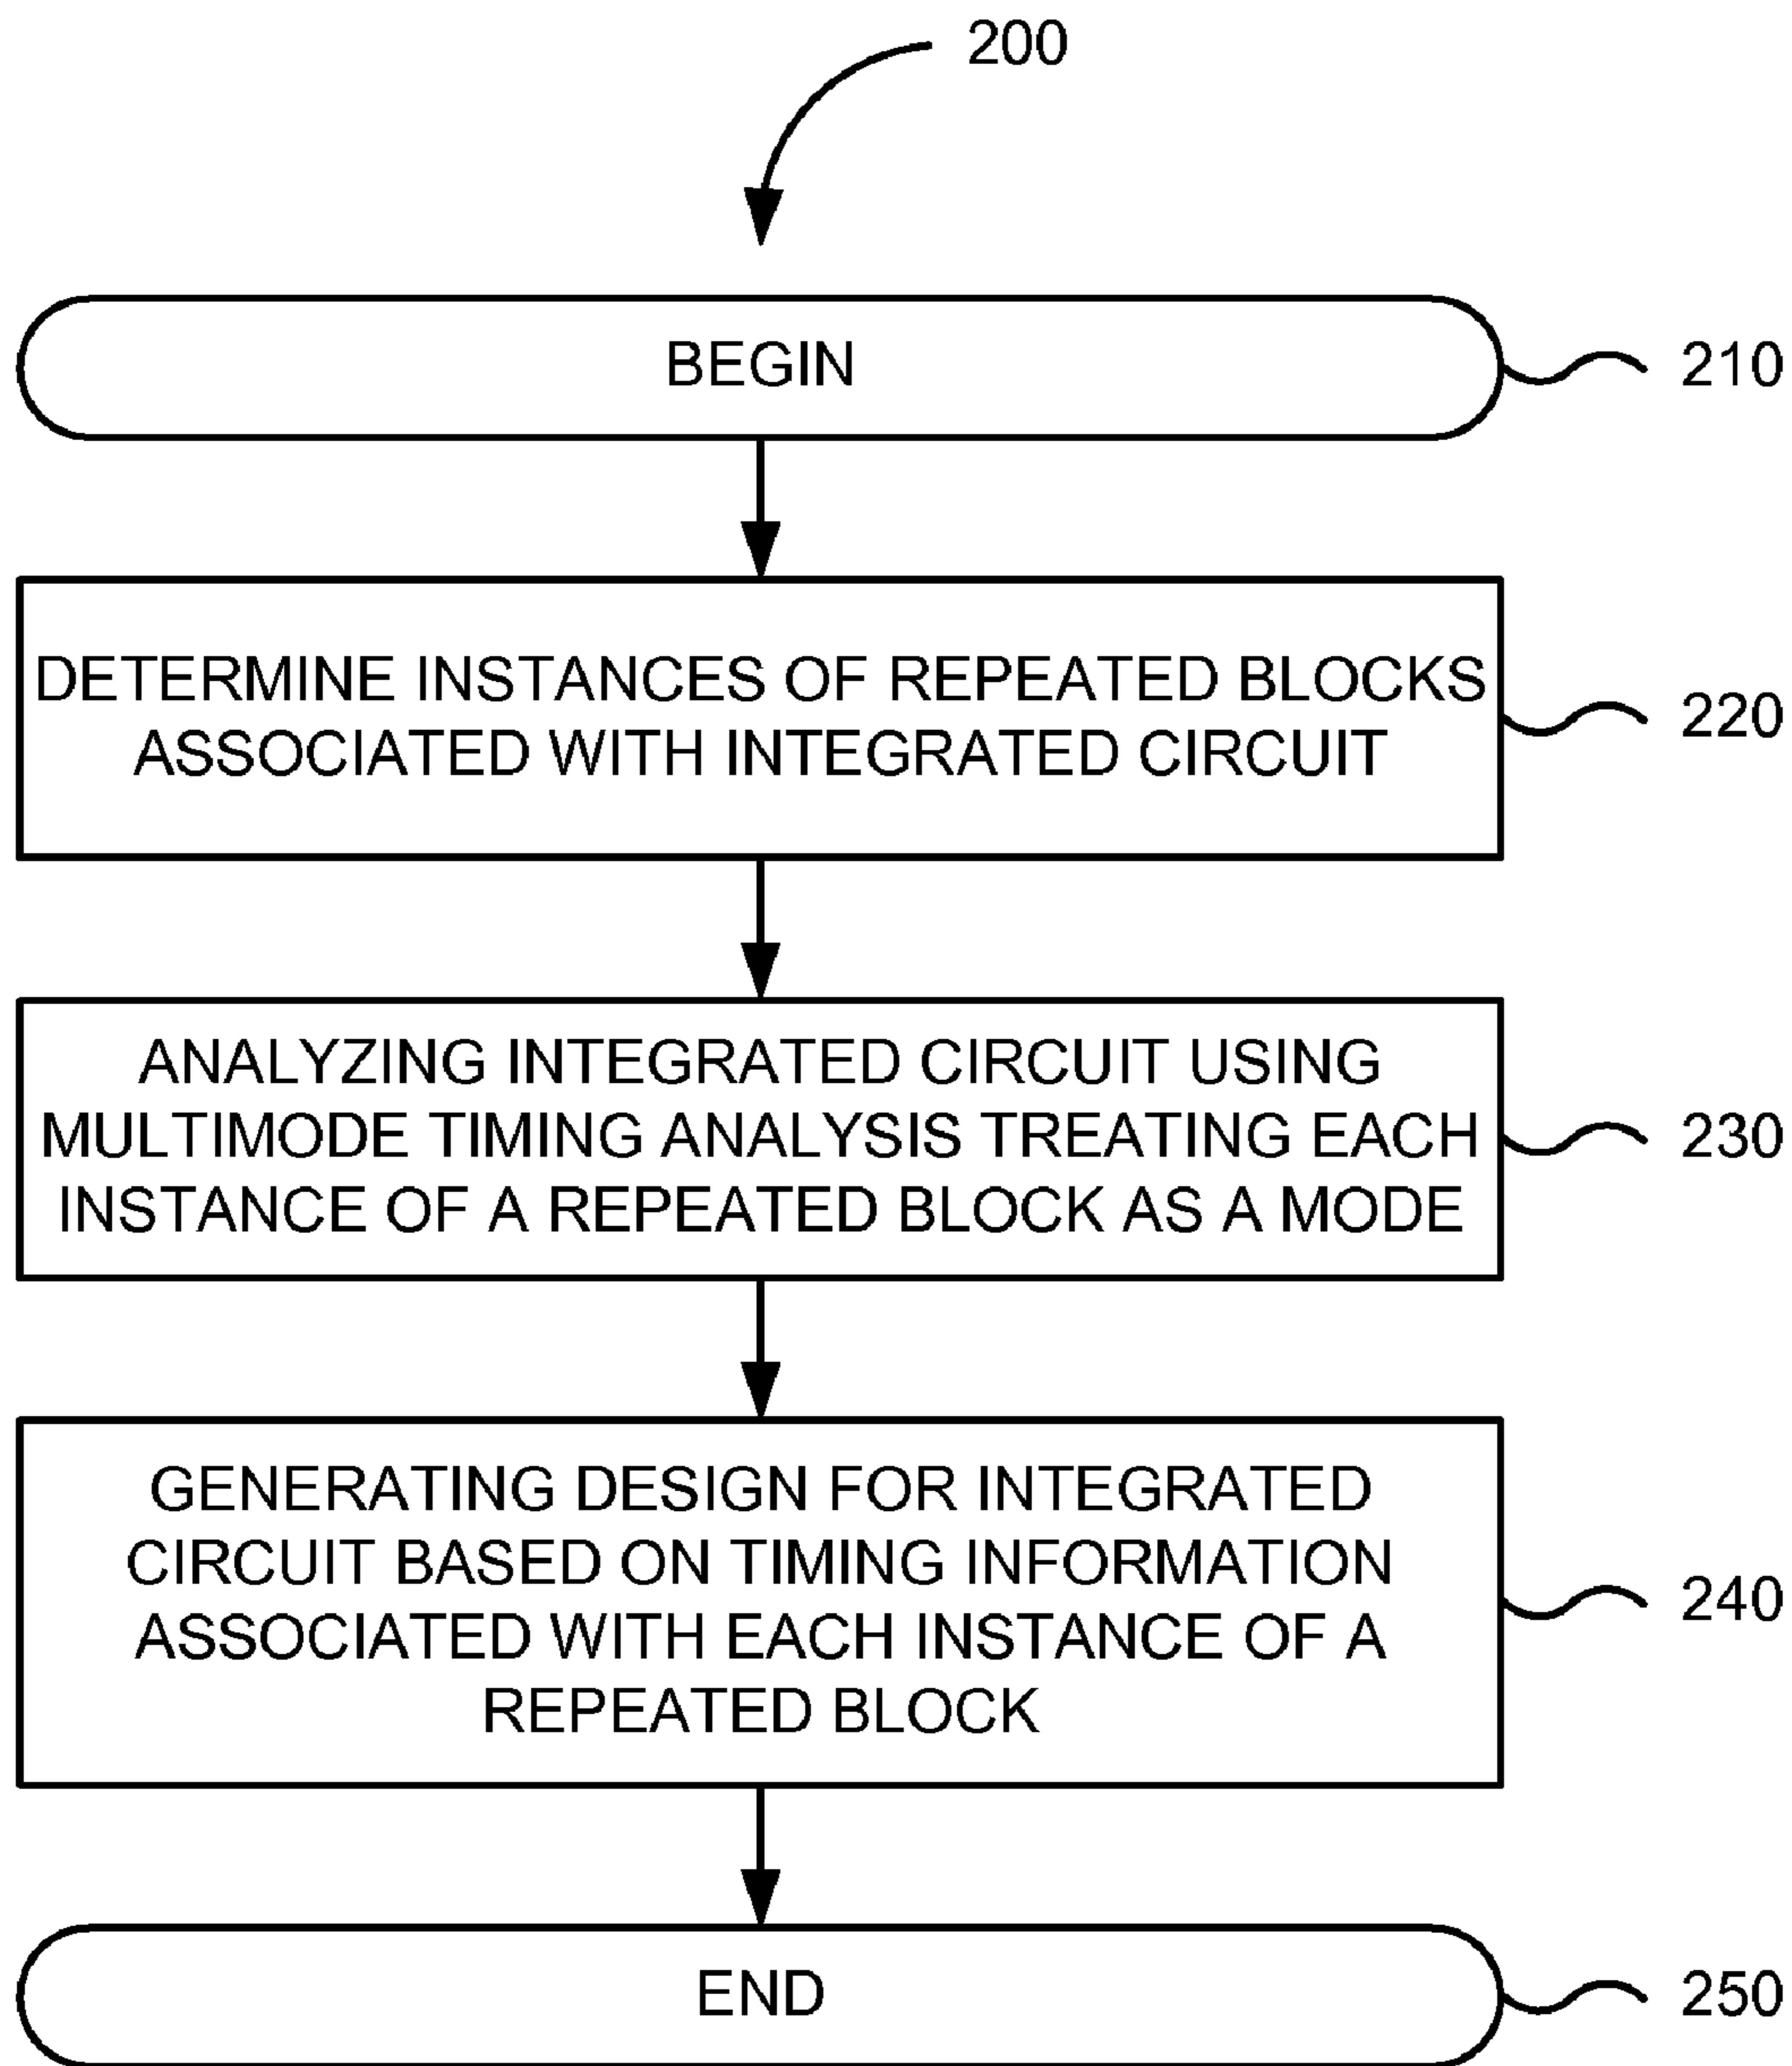 200
BEGIN
210
DETERMINE INSTANCES OF REPEATED BLOCKS
ASSOCIATED WITH INTEGRATED CIRCUIT
220
ANALYZING INTEGRATED CIRCUIT USING
MULTIMODE TIMING ANALYSIS TREATING EACH
INSTANCE OF A REPEATED BLOCK AS A MODE
230
GENERATING DESIGN FOR INTEGRATED
CIRCUIT BASED ON TIMING INFORMATION
ASSOCIATED WITH EACH INSTANCE OF A
REPEATED BLOCK
240
END
250